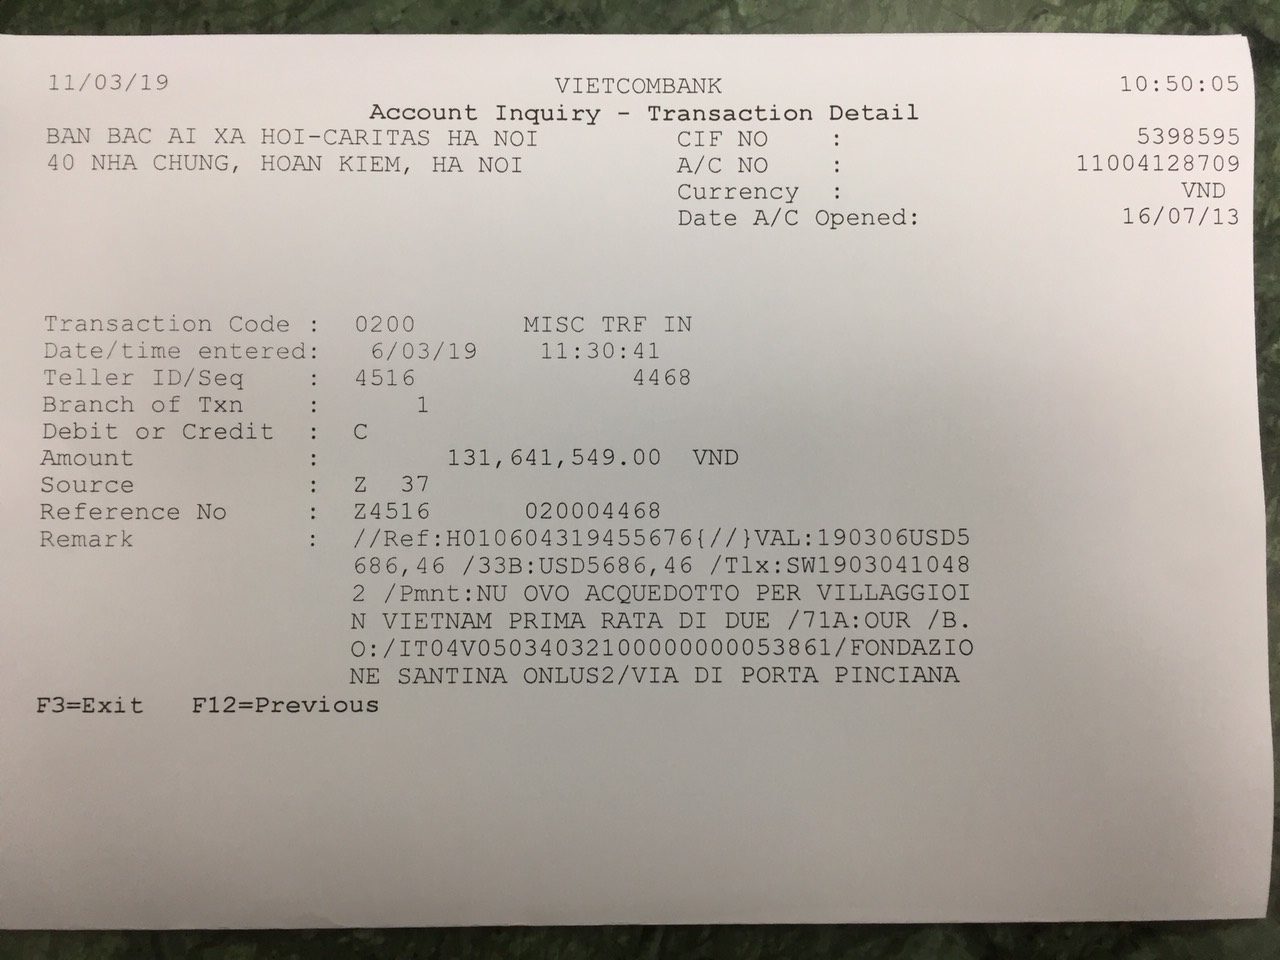 11/03/19 VIETCOMBANK 10:50:05
Account Inquiry - Transaction Detail
BAN BAC AI XA HOI-CARITAS HA NOI CIF NO : 5398595
40 NHA CHUNG, HOAN KIEM, HA NOI A/C NO : 11004128709
Currency : VND
Date A/C Opened: 16/07/13
Transaction Code : 0200 MISC TRF IN
Date/time entered: 6/03/19 11:30:41
Teller ID/Seq : 4516 4468
Branch of Txn : 1
Debit or Credit : C
Amount : 131,641,549.00 VND
Source : Z 37
Reference No : Z4516 020004468
Remark : //Ref:H010604319455676{//}VAL:190306USD5
686,46 /33B:USD5686,46 /Tlx:SW1903041048
2 /Pmnt:NU OVO ACQUEDOTTO PER VILLAGGIOI
N VIETNAM PRIMA RATA DI DUE /71A:OUR /B.
O:/IT04V0503403210000000053861/FONDAZIO
NE SANTINA ONLUS2/VIA DI PORTA PINCIANA
F3=Exit F12=Previous